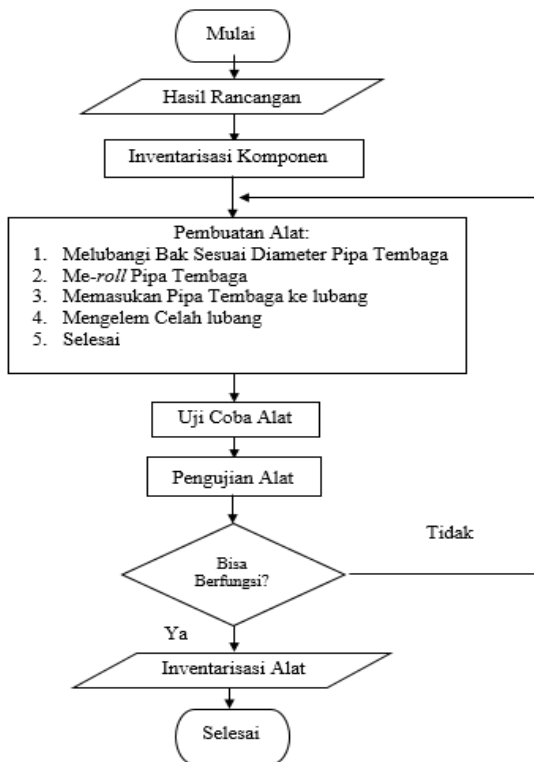 Mulai
Hasil Rancangan
Inventarisasi Komponen
Pembuatan Alat:
1. Melubangi Bak Sesuai Diameter Pipa Tembaga
2. Me-roll Pipa Tembaga
3. Memasukan Pipa Tembaga ke lubang
4. Mengelem Celah lubang
5. Selesai
Uji Coba Alat
Pengujian Alat
Bisa
Berfungsi?
Tidak
Ya
Inventarisasi Alat
Selesai